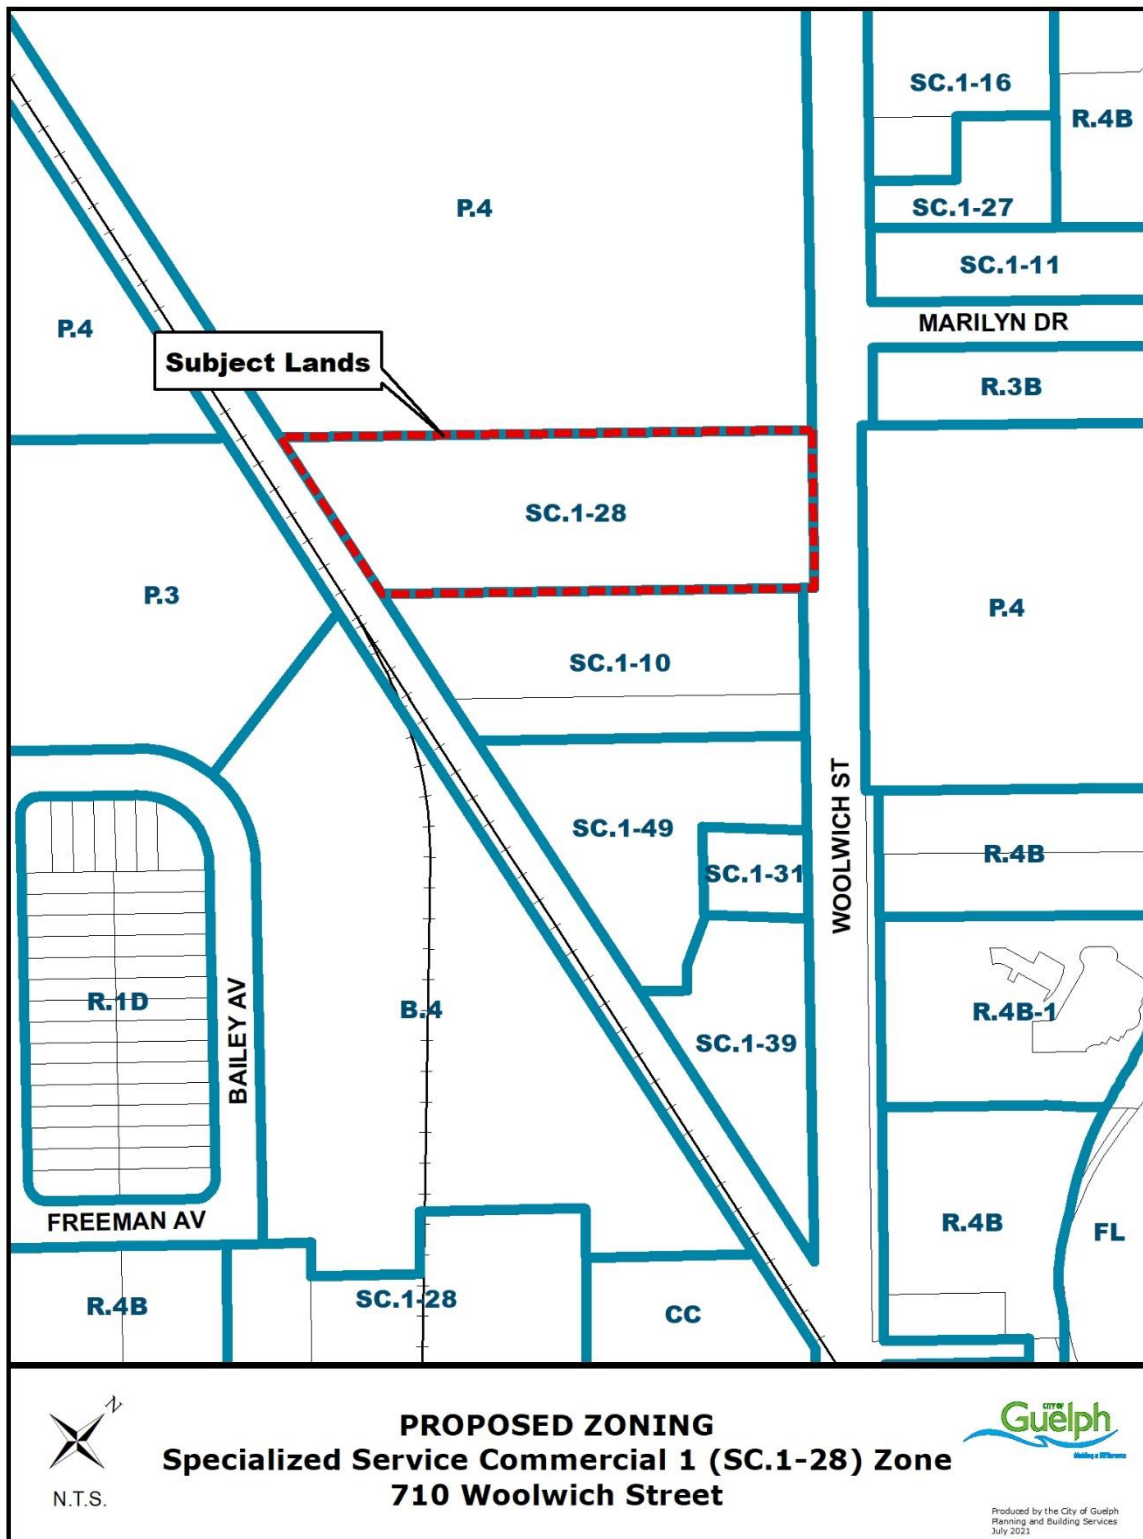 SC.1-16
R.4B
P.4
SC.1-27
SC.1-11
P.4
MARILYN DR
Subject Lands
R.3B
SC.1-28
P.3
P.4
SC.1-10
WOOLWICH ST
SC.1-49
R.4B
SC.1-31
R.1D
BAILEY AV
B.4
R.4B-1
SC.1-39
FREEMAN AV
R.4B
FL
R.4B
SC.1-28
CC
N
N.T.S.
PROPOSED ZONING
Specialized Service Commercial 1 (SC.1-28) Zone
710 Woolwich Street
CITY OF
Guelph
Making a Difference
Produced by the City of Guelph
Planning and Building Services
July 2021